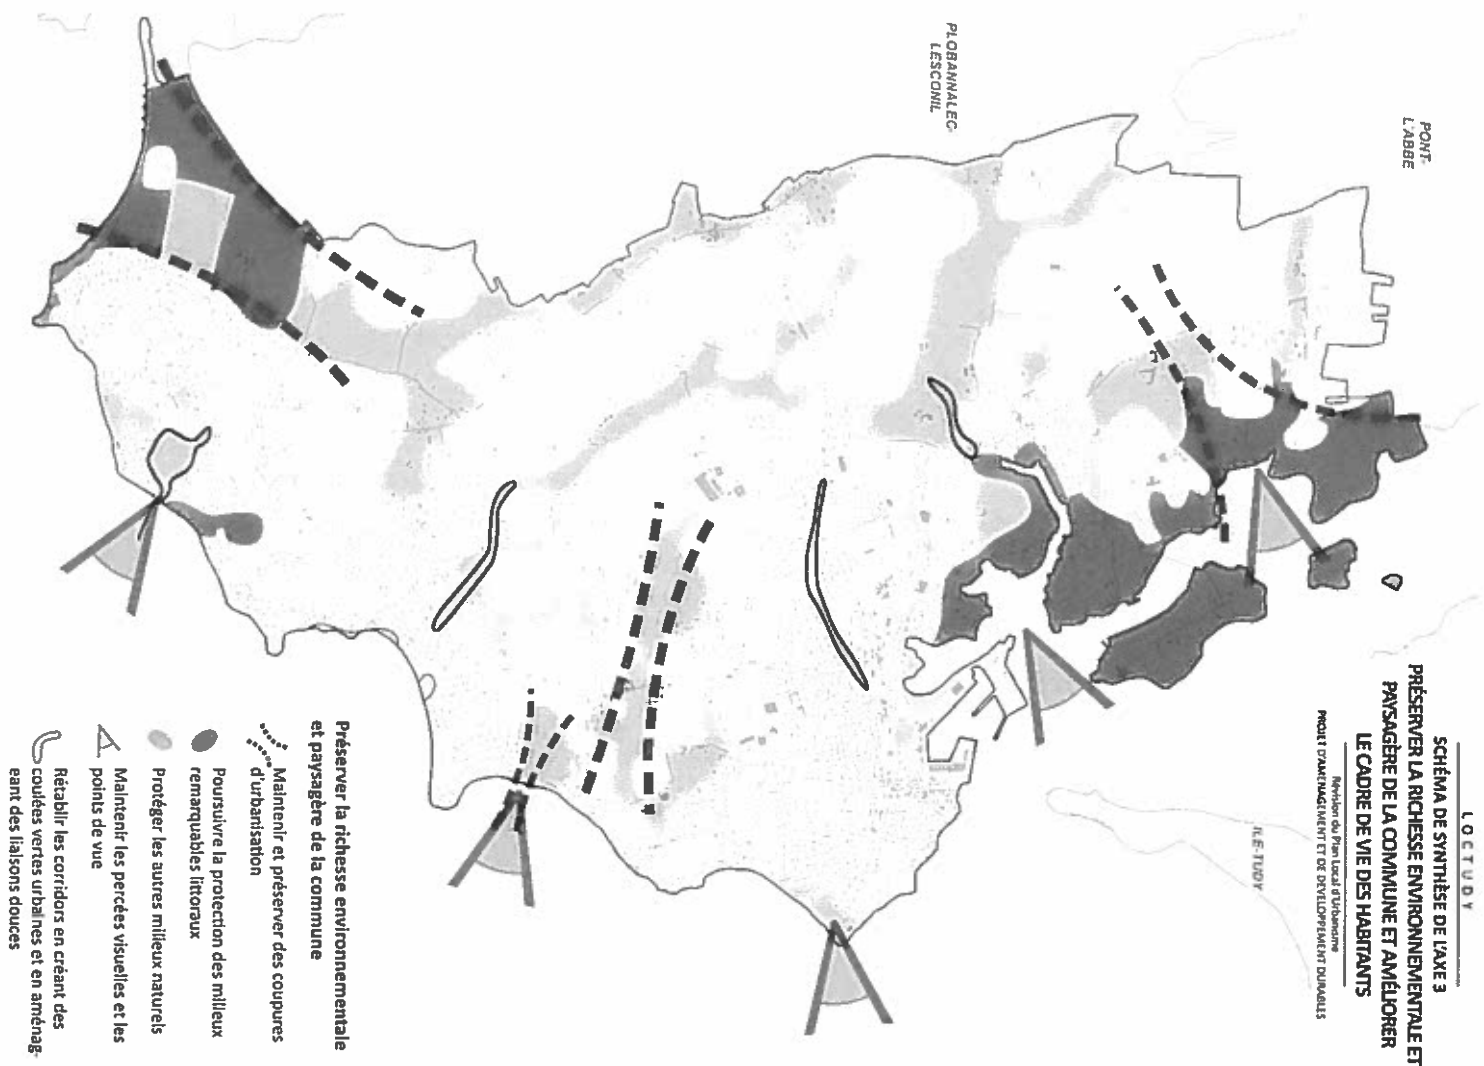 LOCTUDY
SCHÉMA DE SYNTHÈSE DE L'AXE 3
PRÉSERVER LA RICHESSE ENVIRONNEMENTALE ET
PAYSAGÈRE DE LA COMMUNE ET AMÉLIORER
LE CADRE DE VIE DES HABITANTS
Révision du Plan Local d'Urbanisme
PROJET D'AMENAGEMENT ET DE DEVELOPPEMENT DURABLES
PONT-
L'ABBE
PLOBANNALEC-
LESCONIL
ILE-TUDY
Préserver la richesse environnementale
et paysagère de la commune
Maintenir et préserver des coupures
d'urbanisation
Poursuivre la protection des milieux
remarquables littoraux
Protéger les autres milieux naturels
Maintenir les percées visuelles et les
points de vue
Rétablir les corridors en créant des
coulées vertes urbaines et en aménag-
eant des liaisons douces